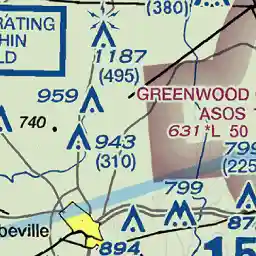 (380)
RATING
HIN
LD
1187
(495)
959
GREENWOOD
ASOS
631 *L 50
740
943
(310)
799
(225
799
beville
894
87
15